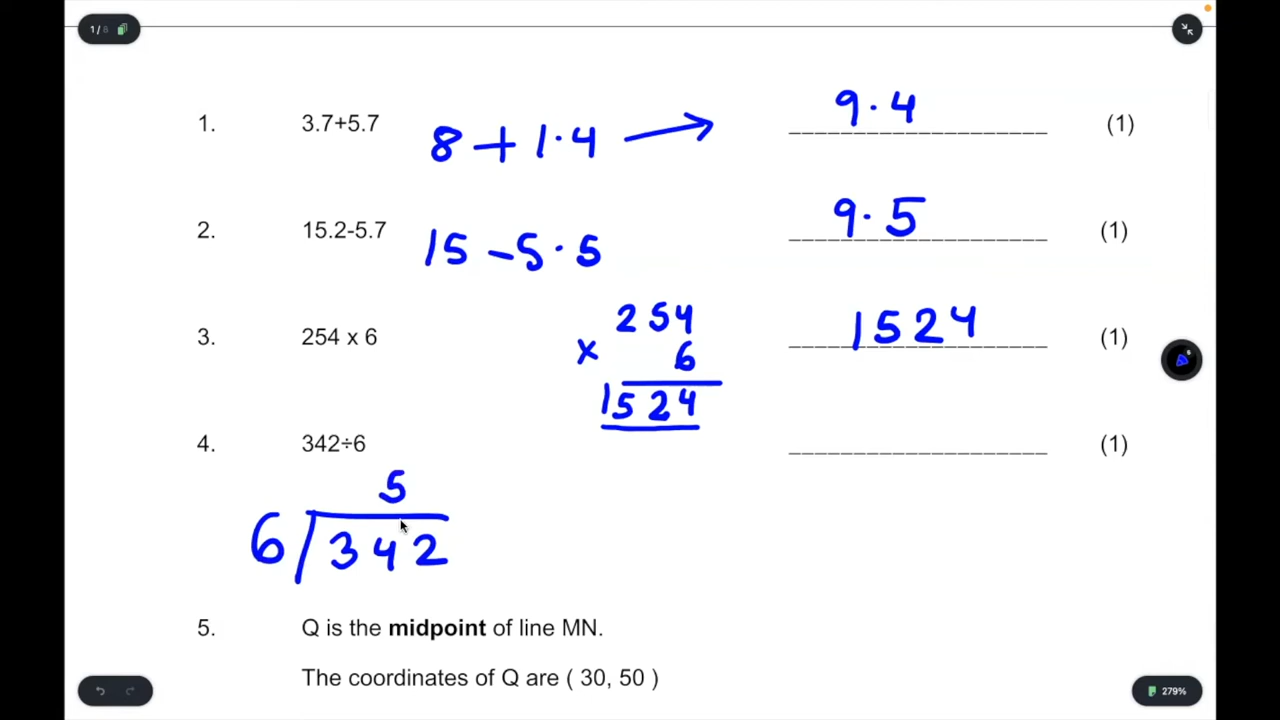 1/8
1. 3.7+5.7 8 + 1.4 → 9.4 (1)
2. 15.2-5.7 15 - 5.5 9.5 (1)
3. 254 x 6 1524 (1)
254
x 6
1524
4. 342÷6 (1)
5
6 342
5. Q is the midpoint of line MN.
The coordinates of Q are ( 30, 50 )
279%